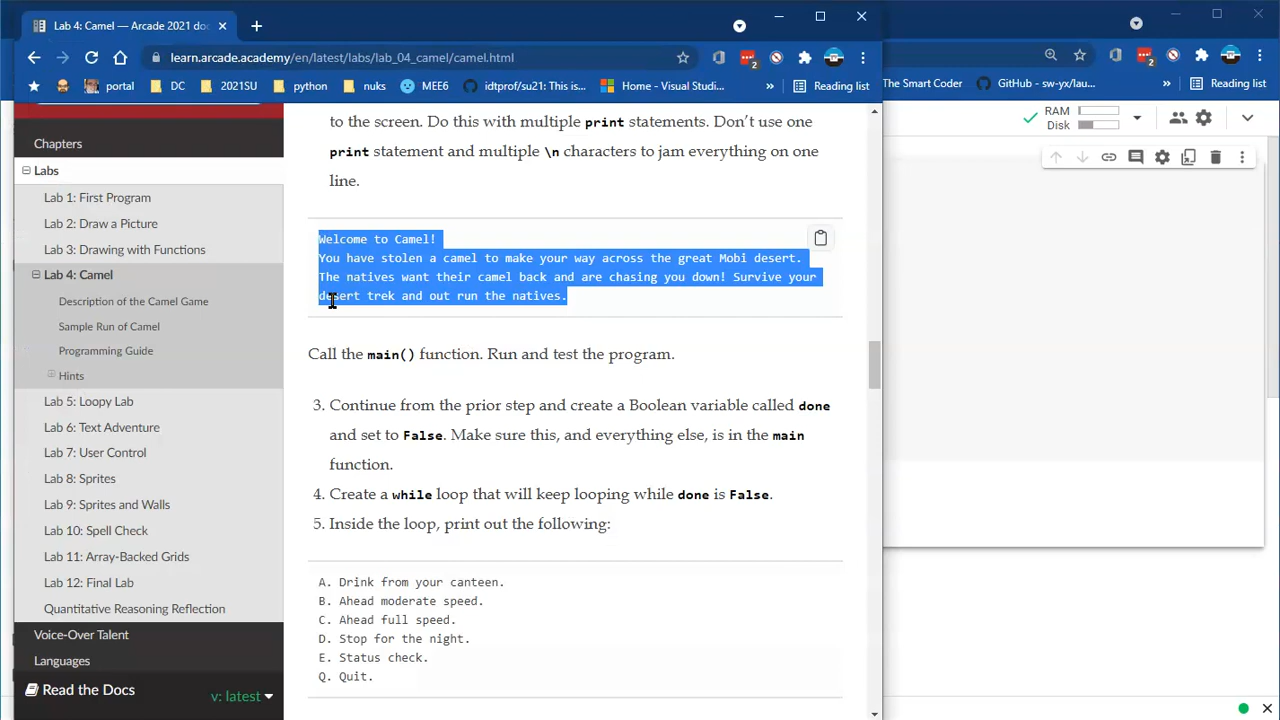 Lab 4: Camel — Arcade 2021 doc
learn.arcade.academy/en/latest/labs/lab_04_camel/camel.html
2
2
portal
DC
2021SU
python
nuks
MEE6
idtprof/su21: This is...
Home - Visual Studi...
»
Reading list
The Smart Coder
GitHub - sw-yx/lau...
»
Reading list
RAM
Disk
Chapters
Labs
Lab 1: First Program
Lab 2: Draw a Picture
Lab 3: Drawing with Functions
Lab 4: Camel
Description of the Camel Game
Sample Run of Camel
Programming Guide
Hints
Lab 5: Loopy Lab
Lab 6: Text Adventure
Lab 7: User Control
Lab 8: Sprites
Lab 9: Sprites and Walls
Lab 10: Spell Check
Lab 11: Array-Backed Grids
Lab 12: Final Lab
Quantitative Reasoning Reflection
Voice-Over Talent
Languages
Read the Docs
v: latest
to the screen. Do this with multiple print statements. Don’t use one
print statement and multiple \n characters to jam everything on one
line.
Welcome to Camel!
You have stolen a camel to make your way across the great Mobi desert.
The natives want their camel back and are chasing you down! Survive your
desert trek and out run the natives.
Call the main() function. Run and test the program.
3. Continue from the prior step and create a Boolean variable called done
and set to False. Make sure this, and everything else, is in the main
function.
4. Create a while loop that will keep looping while done is False.
5. Inside the loop, print out the following:
A. Drink from your canteen.
B. Ahead moderate speed.
C. Ahead full speed.
D. Stop for the night.
E. Status check.
Q. Quit.